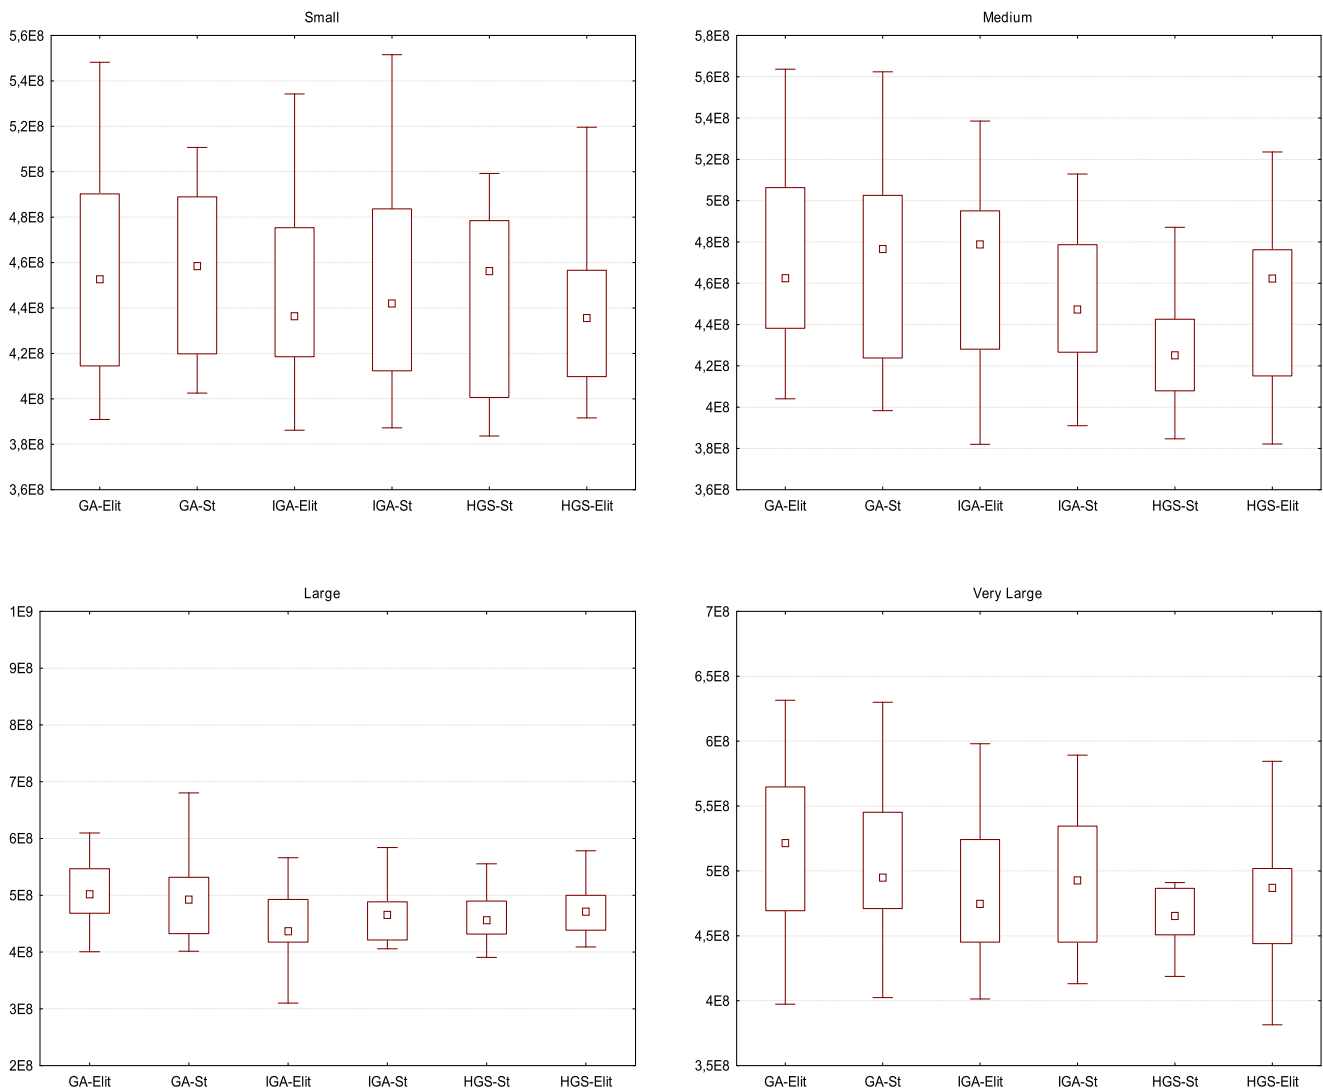 Small
5,6E8
5,4E8
5,2E8
5E8
4,8E8
4,6E8
4,4E8
4,2E8
4E8
3,8E8
3,6E8
GA-Elit GA-St IGA-Elit IGA-St HGS-St HGS-Elit
Medium
5,8E8
5,6E8
5,4E8
5,2E8
5E8
4,8E8
4,6E8
4,4E8
4,2E8
4E8
3,8E8
3,6E8
GA-Elit GA-St IGA-Elit IGA-St HGS-St HGS-Elit
Large
1E9
9E8
8E8
7E8
6E8
5E8
4E8
3E8
2E8
GA-Elit GA-St IGA-Elit IGA-St HGS-St HGS-Elit
Very Large
7E8
6,5E8
6E8
5,5E8
5E8
4,5E8
4E8
3,5E8
GA-Elit GA-St IGA-Elit IGA-St HGS-St HGS-Elit